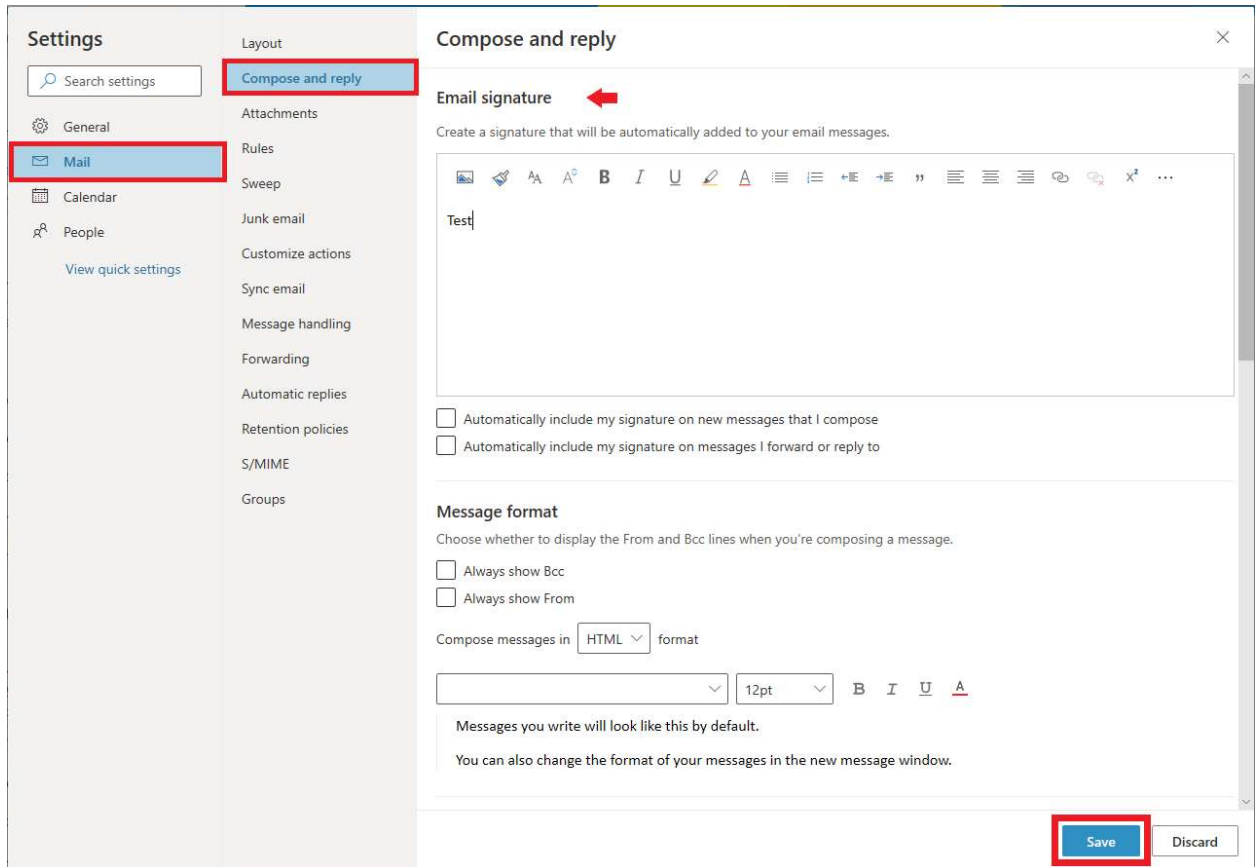 Settings
Search settings
General
Mail
Calendar
People
View quick settings
Layout
Compose and reply
Attachments
Rules
Sweep
Junk email
Customize actions
Sync email
Message handling
Forwarding
Automatic replies
Retention policies
S/MIME
Groups
Compose and reply
Email signature
Create a signature that will be automatically added to your email messages.
Test
Automatically include my signature on new messages that I compose
Automatically include my signature on messages I forward or reply to
Message format
Choose whether to display the From and Bcc lines when you're composing a message.
Always show Bcc
Always show From
Compose messages in HTML format
12pt B I U A
Messages you write will look like this by default.
You can also change the format of your messages in the new message window.
Save Discard